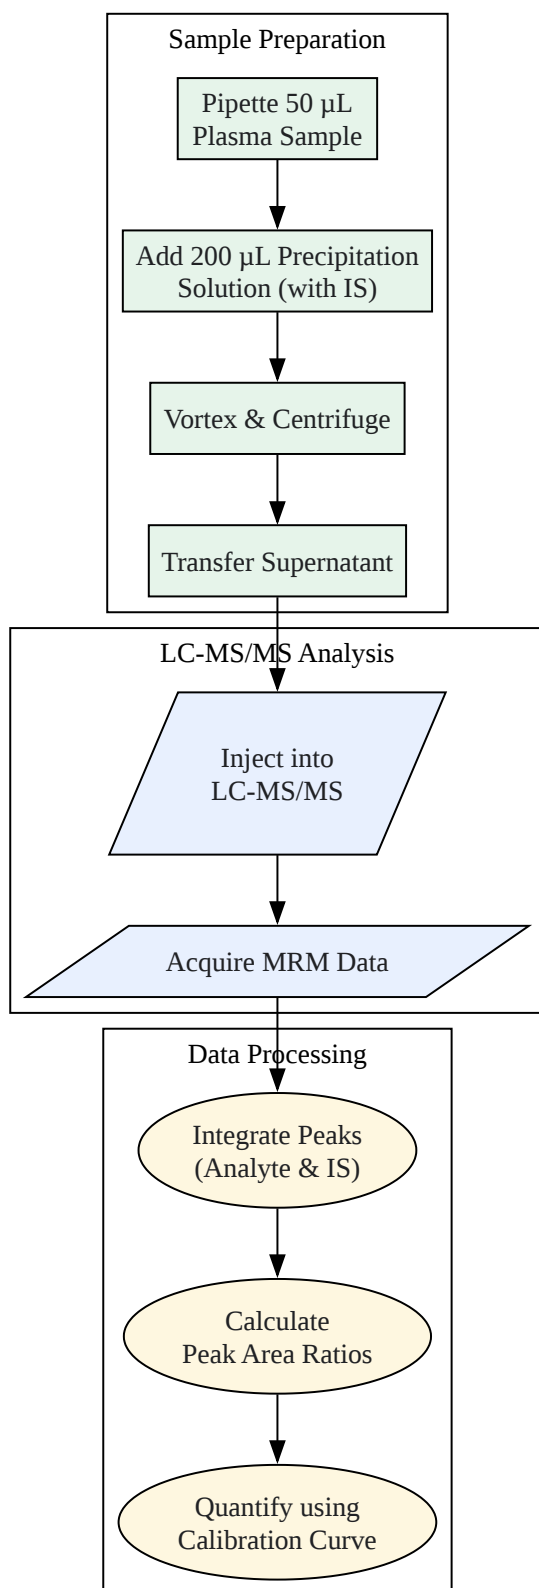 Sample Preparation
Pipette 50 µL
Plasma Sample
Add 200 µL Precipitation
Solution (with IS)
Vortex & Centrifuge
Transfer Supernatant
LC-MS/MS Analysis
Inject into
LC-MS/MS
Acquire MRM Data
Data Processing
Integrate Peaks
(Analyte & IS)
Calculate
Peak Area Ratios
Quantify using
Calibration Curve